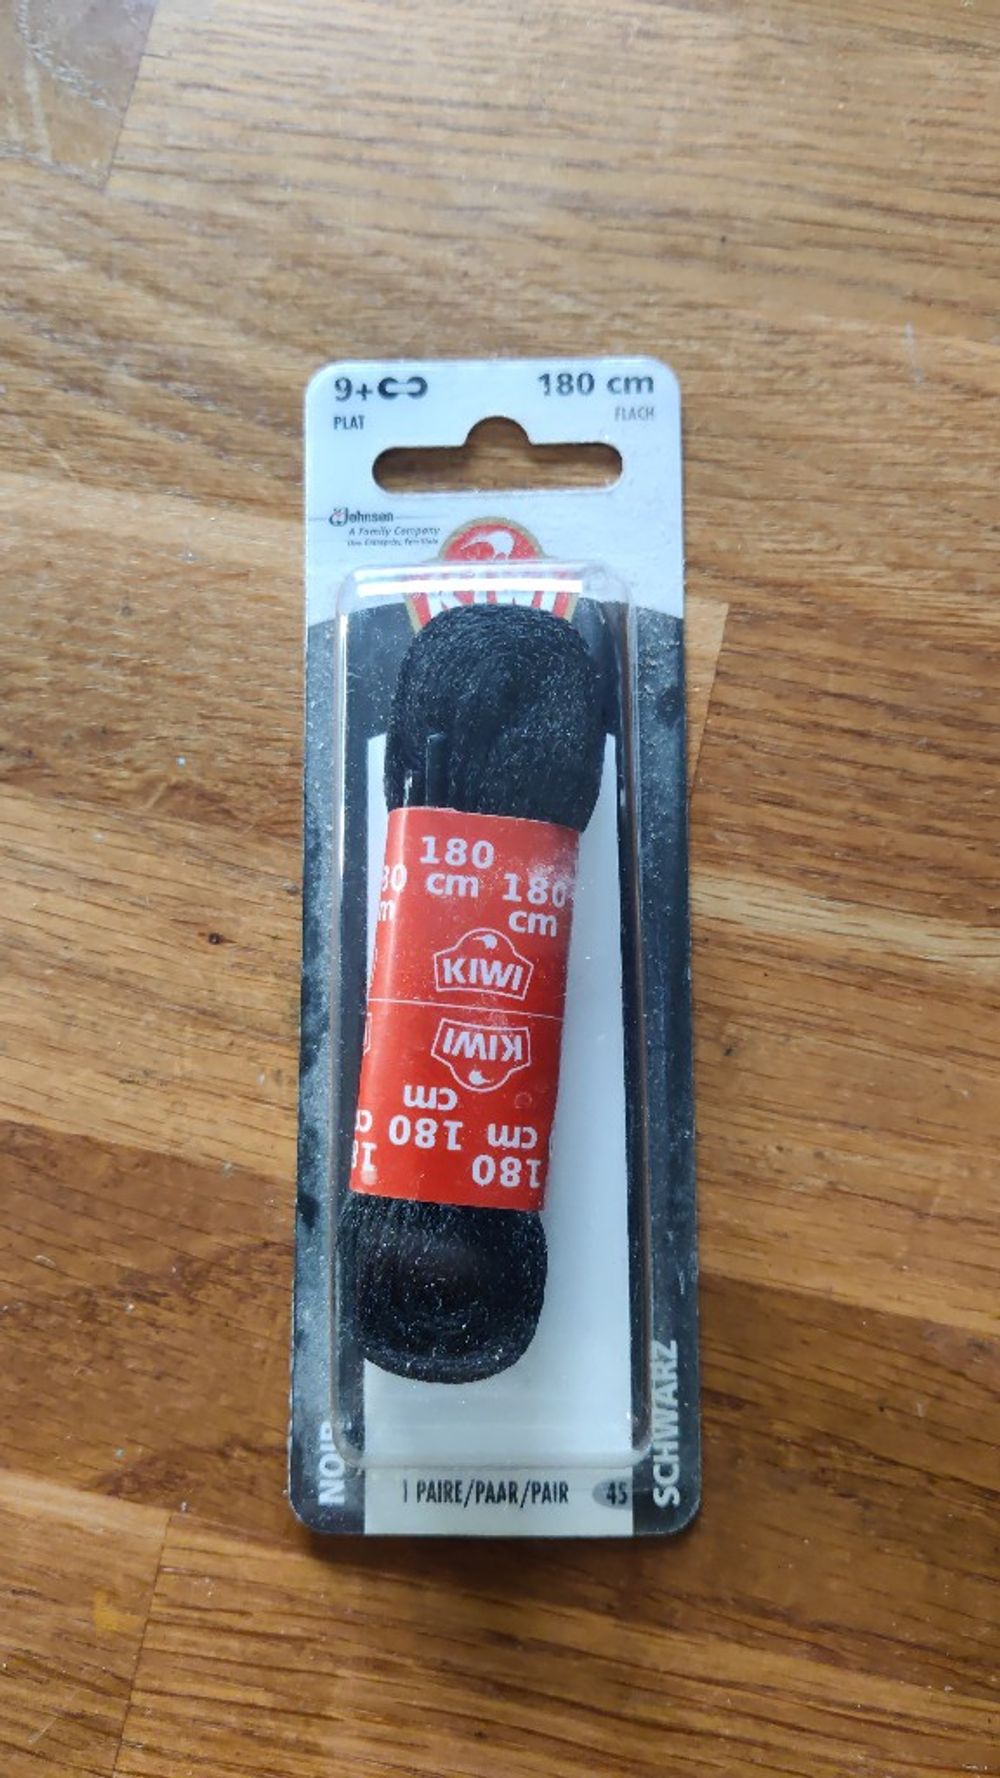 9+
180 cm
PLAT
FLACH
Johnson
A Family Company
KIWI
180
cm
180
cm
KIWI
KIWI
cm
180
cm
180
NOIR
SCHWARZ
1 PAIRE/PAAR/PAIR
45